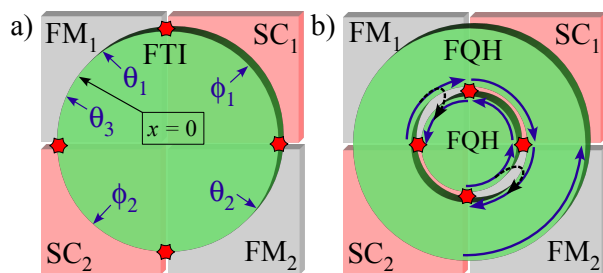 a)
FM₁
FTI
SC₁
θ₁
ϕ₁
θ₃
x = 0
ϕ₂
θ₂
SC₂
FM₂
b)
FM₁
FQH
SC₁
FQH
SC₂
FM₂